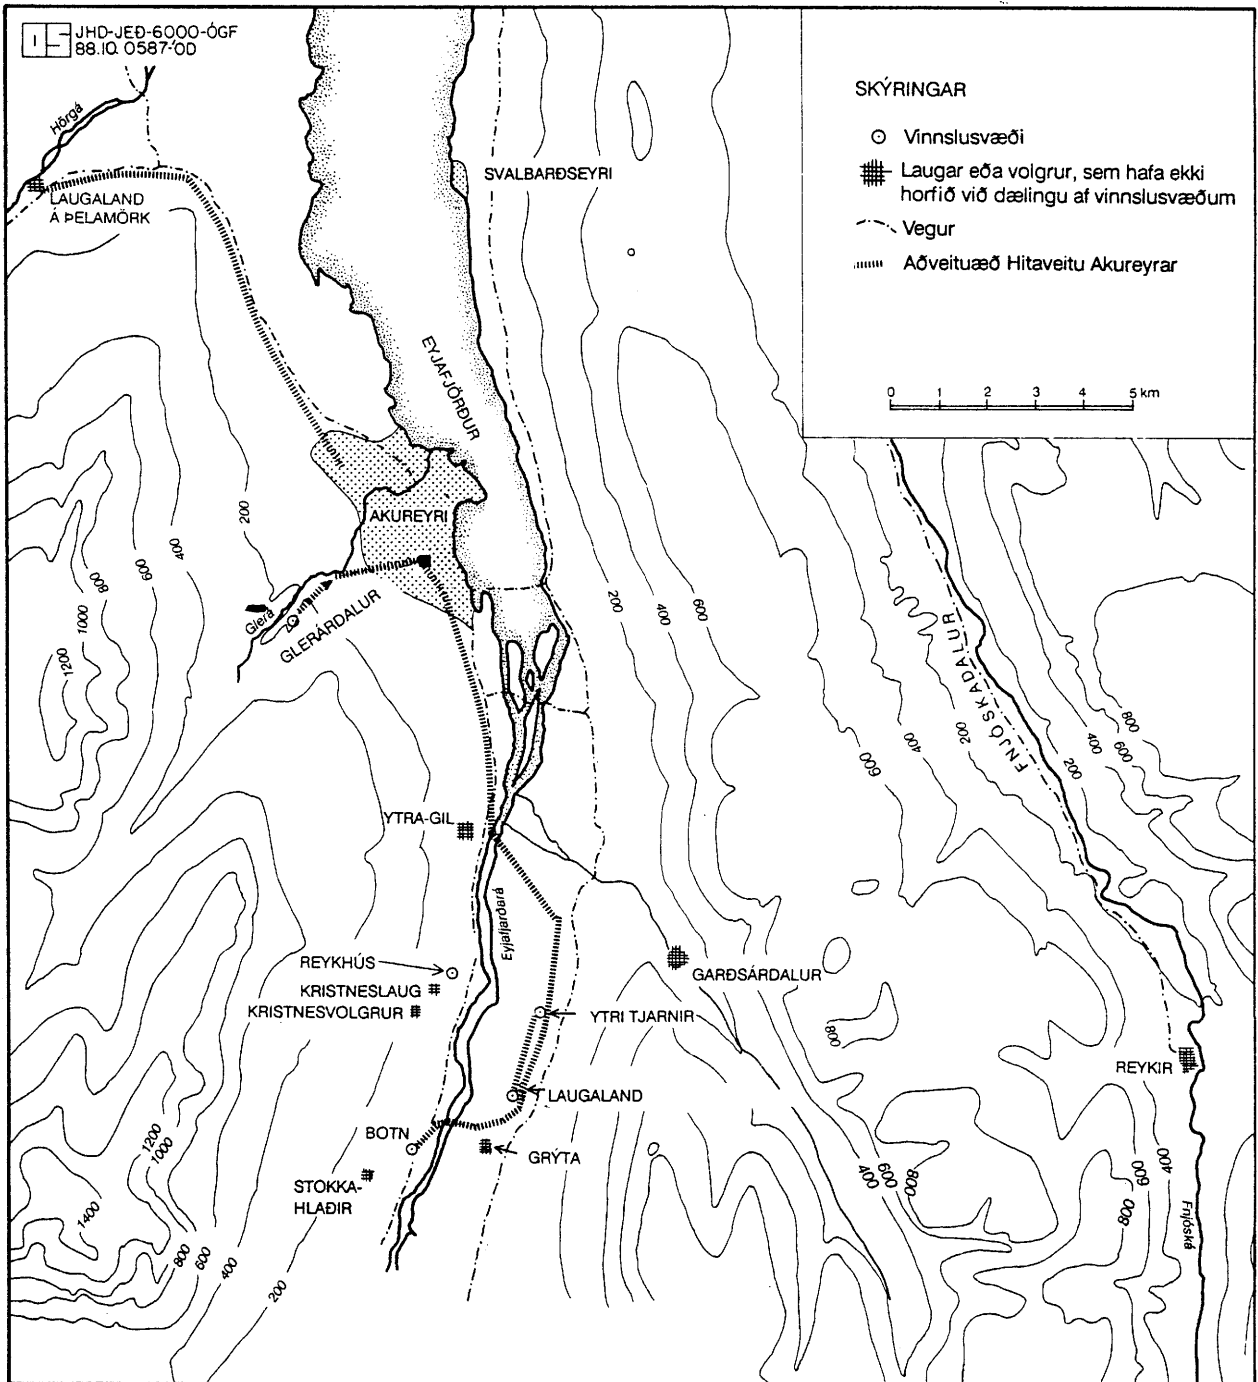 JHD-JEÐ-6000-ÓGF
88.10. 0587-OD
SKÝRINGAR
Vinnslusvæði
Laugar eða volgrur, sem hafa ekki
horfið við dælingu af vinnslusvæðum
Vegur
Aðveituæð Hitaveitu Akureyrar
0 1 2 3 4 5 km
Hörgá
LAUGALAND
Á ÞELAMÖRK
SVALBARÐSEYRI
EYJAFJÖRÐUR
AKUREYRI
Glerá
GLERÁRDALUR
200
400
600
800
1000
1200
200
400
600
FNJÓSKADALUR
600
400
200
200
400
600
800
YTRA-GIL
Eyjafjarðará
REYKHÚS
KRISTNESLAUG
KRISTNESVOLGRUR
GARÐSÁRDALUR
YTRI TJARNIR
800
REYKIR
LAUGALAND
BOTN
GRÝTA
STOKKA-
HLAÐIR
1200
1000
1400
800
600
400
200
400
600
800
800
600
400
Fnjóská